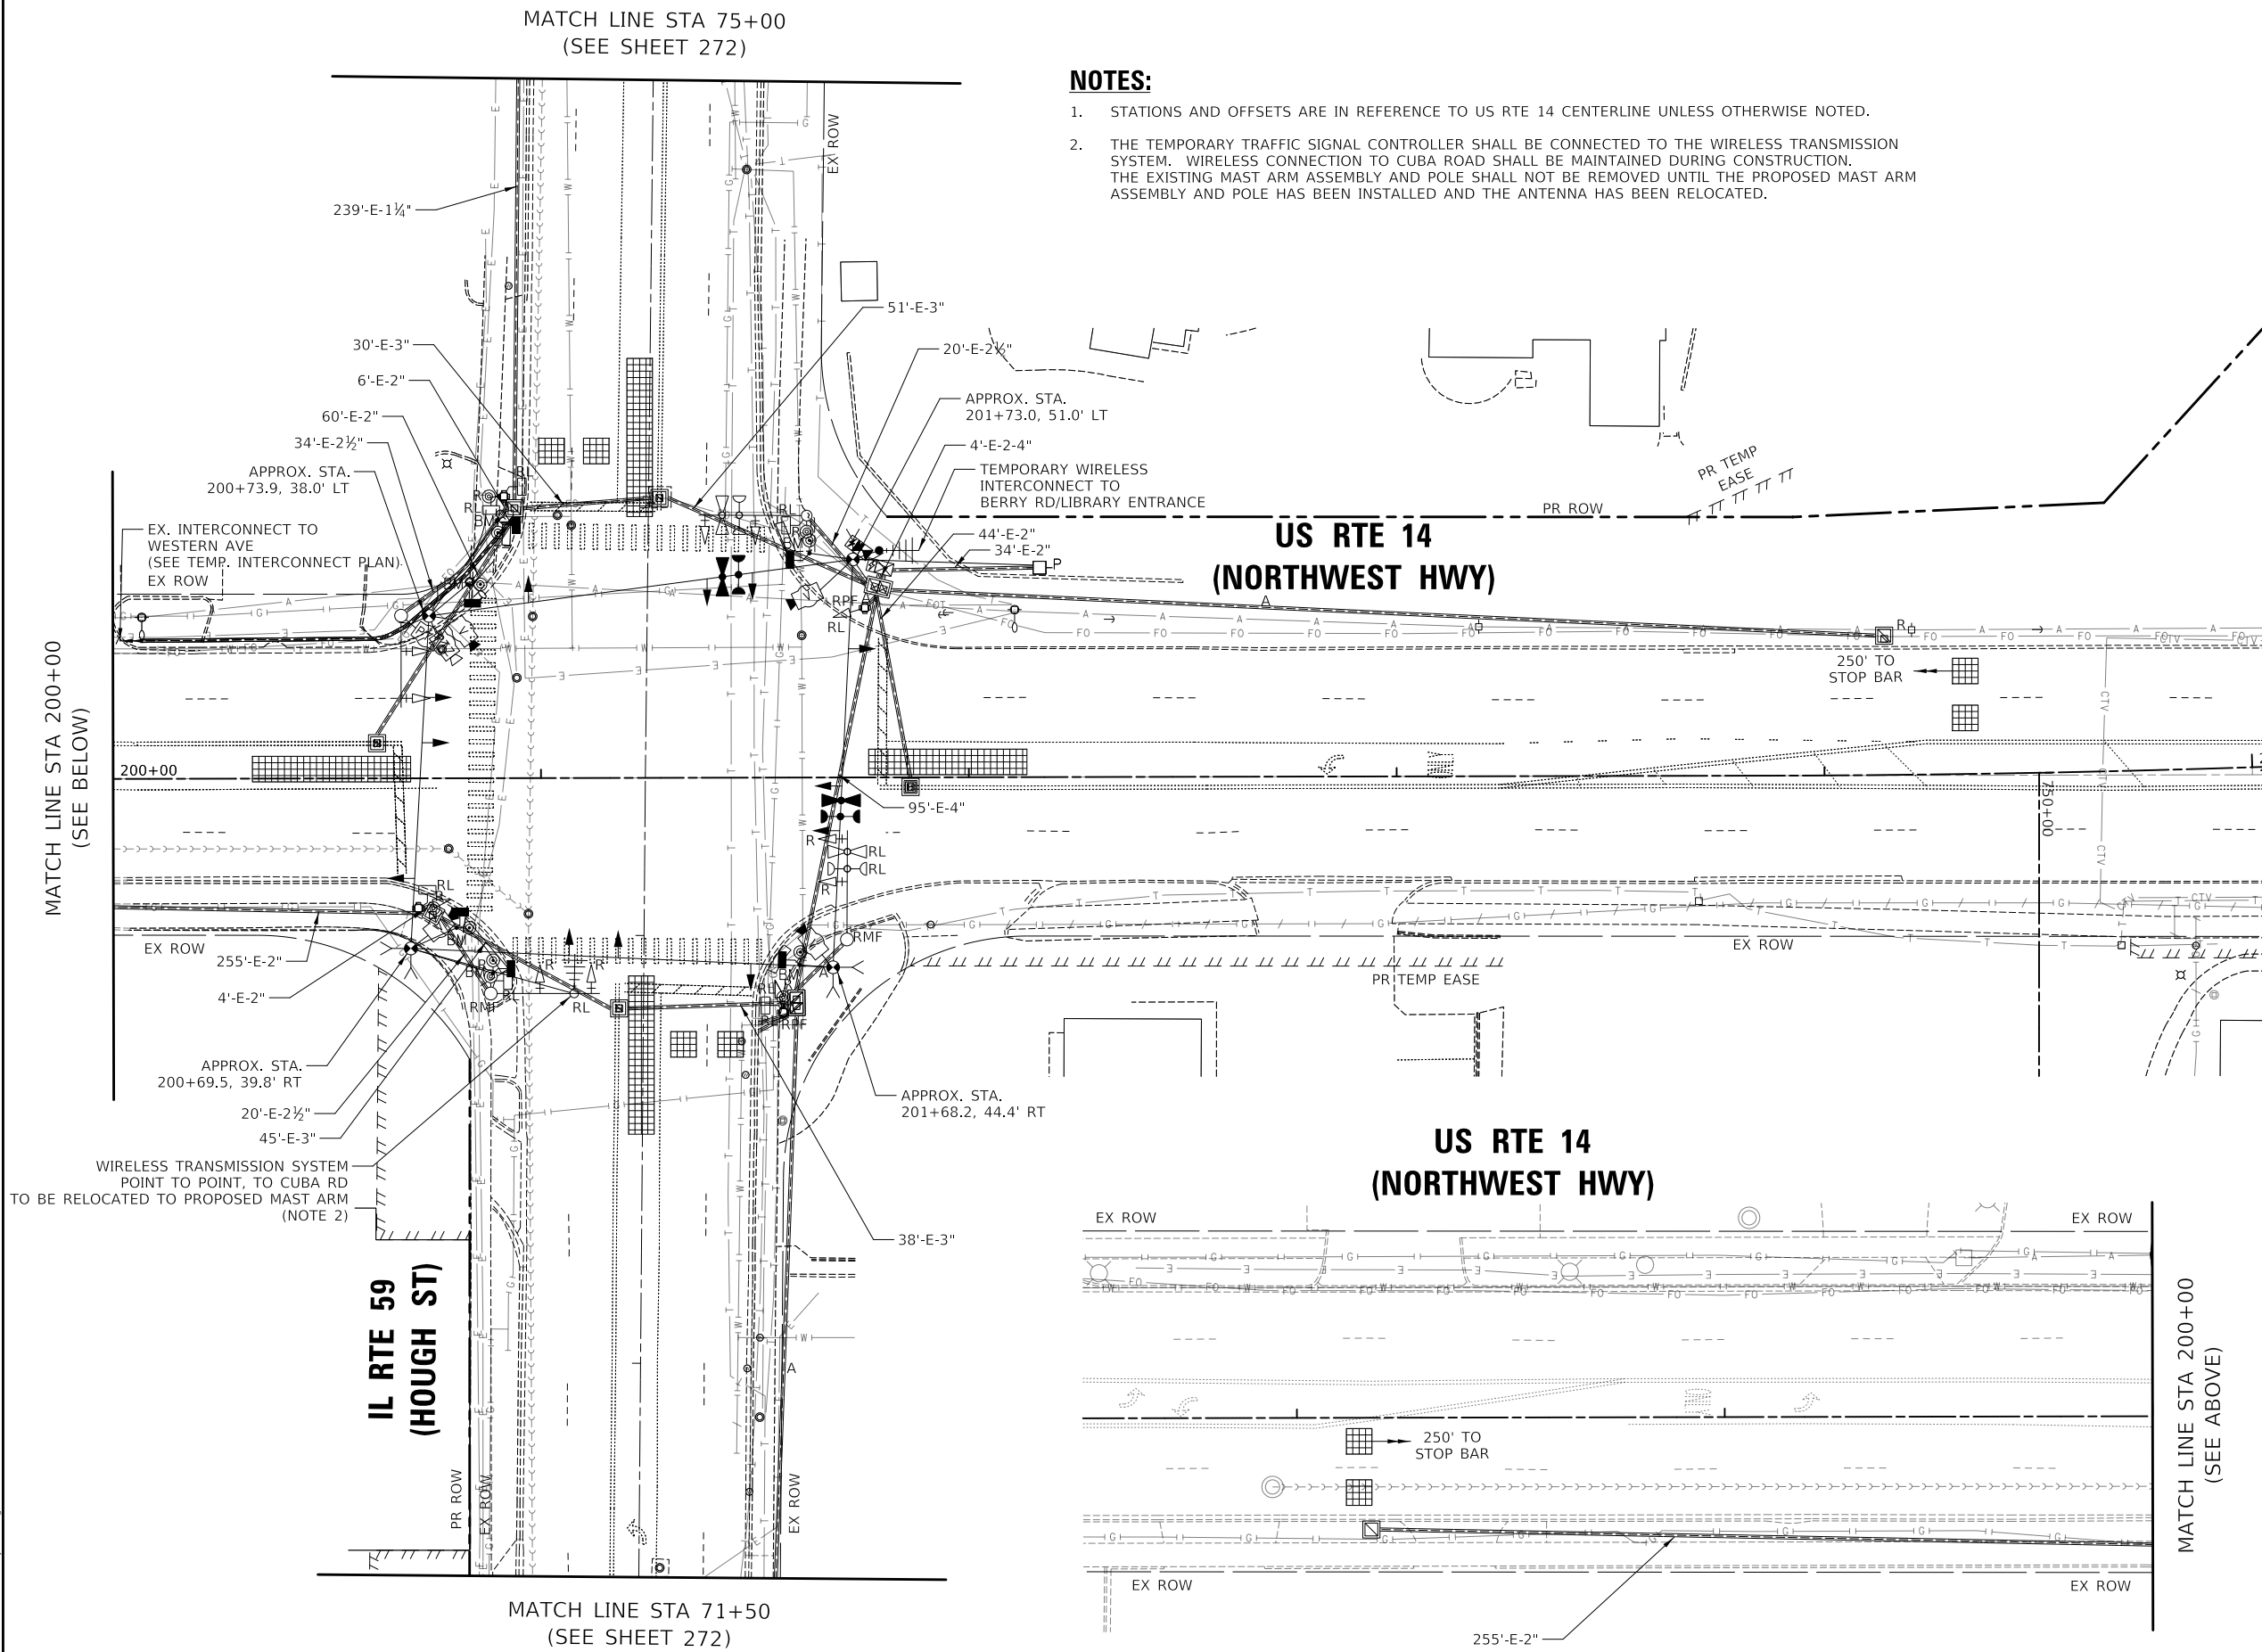 MATCH LINE STA 75+00
(SEE SHEET 272)
NOTES:
1. STATIONS AND OFFSETS ARE IN REFERENCE TO US RTE 14 CENTERLINE UNLESS OTHERWISE NOTED.
2. THE TEMPORARY TRAFFIC SIGNAL CONTROLLER SHALL BE CONNECTED TO THE WIRELESS TRANSMISSION
SYSTEM. WIRELESS CONNECTION TO CUBA ROAD SHALL BE MAINTAINED DURING CONSTRUCTION.
THE EXISTING MAST ARM ASSEMBLY AND POLE SHALL NOT BE REMOVED UNTIL THE PROPOSED MAST ARM
ASSEMBLY AND POLE HAS BEEN INSTALLED AND THE ANTENNA HAS BEEN RELOCATED.
EX ROW
239'-E-1¼"
51'-E-3"
30'-E-3"
20'-E-2½"
6'-E-2"
APPROX. STA.
201+73.0, 51.0' LT
60'-E-2"
34'-E-2½"
4'-E-2-4"
APPROX. STA.
200+73.9, 38.0' LT
TEMPORARY WIRELESS
INTERCONNECT TO
BERRY RD/LIBRARY ENTRANCE
PR TEMP
EASE
PR ROW
EX. INTERCONNECT TO
WESTERN AVE
(SEE TEMP. INTERCONNECT PLAN)
EX ROW
44'-E-2"
34'-E-2"
P
US RTE 14
(NORTHWEST HWY)
RPF
RL
A
R
250' TO
STOP BAR
MATCH LINE STA 200+00
(SEE BELOW)
200+00
750+00
95'-E-4"
R
RL
RL
R
RL
RMF
EX ROW
EX ROW
255'-E-2"
PR TEMP EASE
4'-E-2"
RMF
RL
RPF
APPROX. STA.
200+69.5, 39.8' RT
APPROX. STA.
201+68.2, 44.4' RT
20'-E-2½"
45'-E-3"
WIRELESS TRANSMISSION SYSTEM
POINT TO POINT, TO CUBA RD
TO BE RELOCATED TO PROPOSED MAST ARM
(NOTE 2)
38'-E-3"
IL RTE 59
(HOUGH ST)
A
PR ROW
EX ROW
EX ROW
MATCH LINE STA 71+50
(SEE SHEET 272)
US RTE 14
(NORTHWEST HWY)
EX ROW
EX ROW
250' TO
STOP BAR
MATCH LINE STA 200+00
(SEE ABOVE)
EX ROW
EX ROW
255'-E-2"